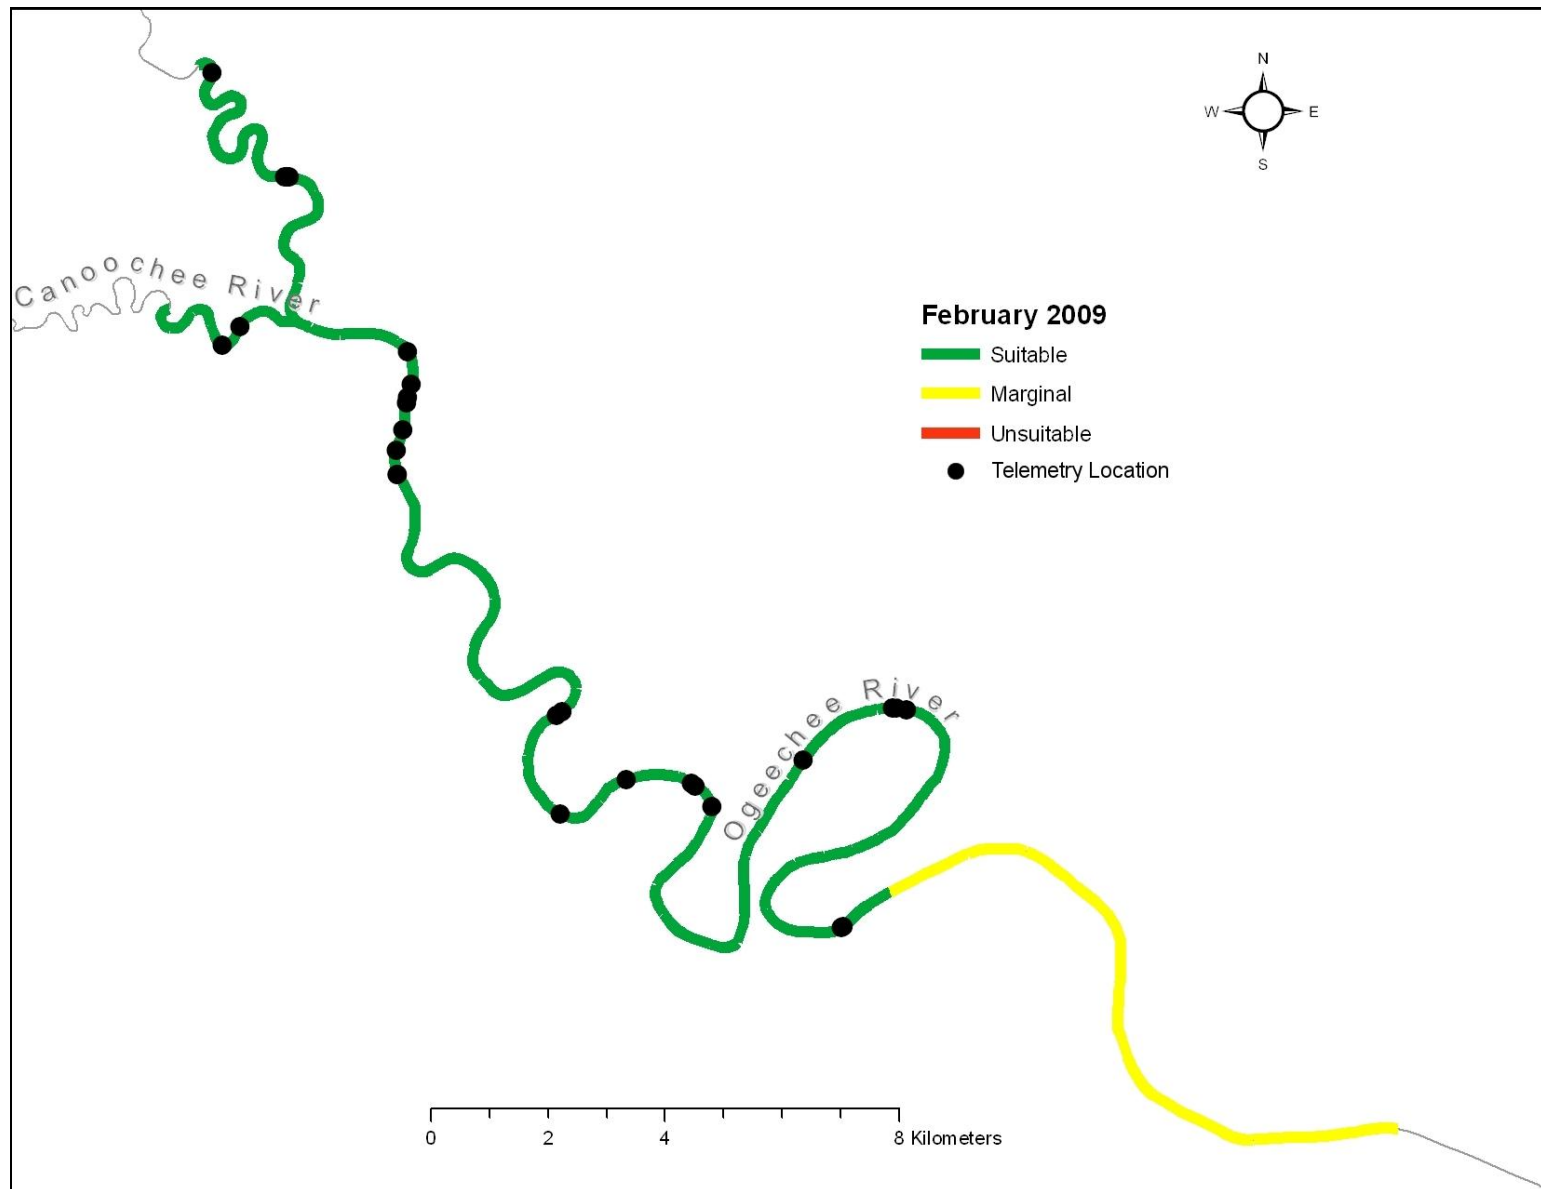 N
W E
S
Canoochee River
February 2009
Suitable
Marginal
Unsuitable
Telemetry Location
Ogeechee River
0 2 4 8 Kilometers